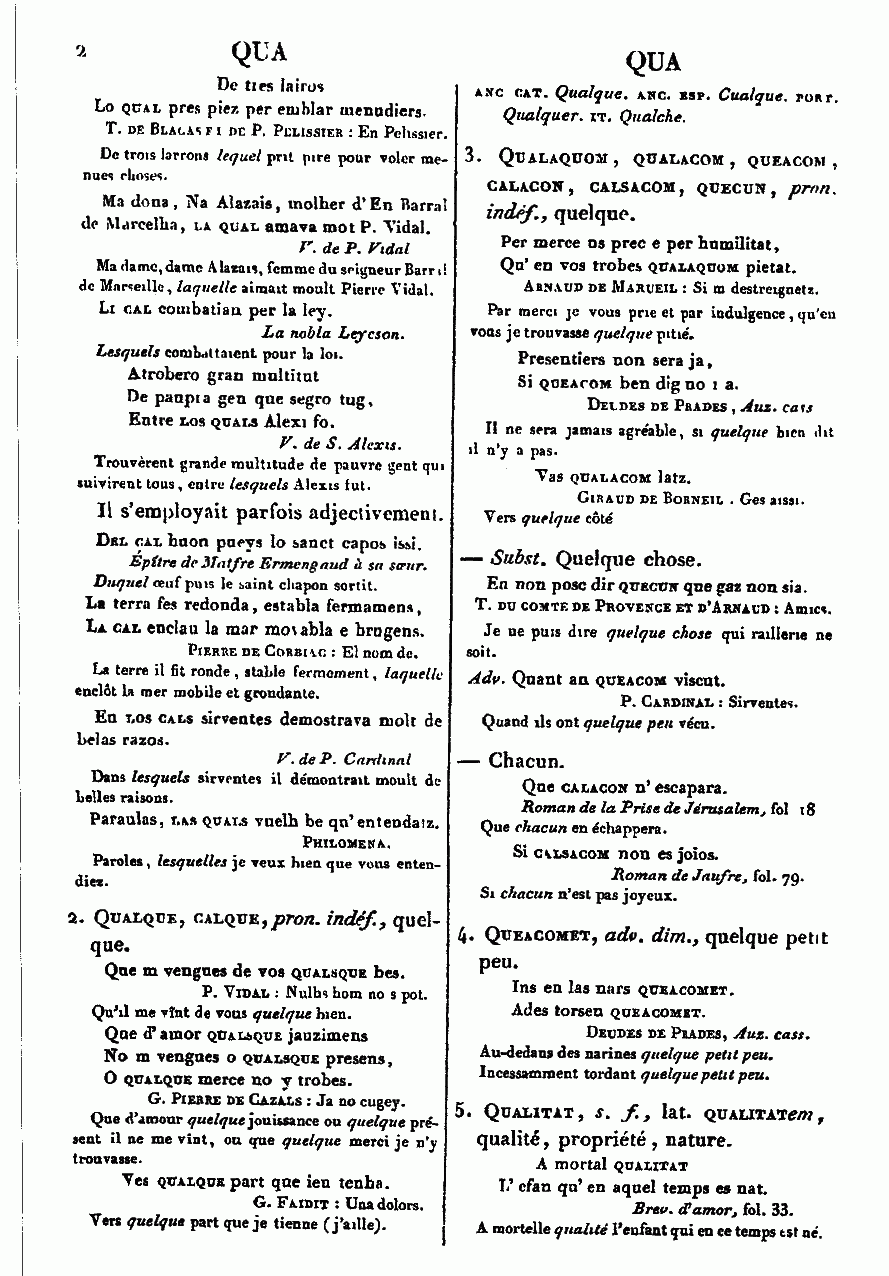 2 QUA
De tres lairos
Lo QUAL pres piez per emblar menudiers.
T. DE BLACASFI DE P. PELISSIER : En Pelissier.
De trois larrons lequel prit pire pour voler me-
nues choses.
Ma dona, Na Alazais, molher d'En Barral
de Marcelha, LA QUAL amava mot P. Vidal.
V. de P. Vidal
Ma dame, dame Alazais, femme du seigneur Barral
de Marseille, laquelle aimait moult Pierre Vidal.
LI CAL combatian per la ley.
La nobla Leyczon.
Lesquels combattaient pour la loi.
Atrobero gran multitut
De paupra gen que segro tug,
Entre LOS QUALS Alexi fo.
V. de S. Alexis.
Trouvèrent grande multitude de pauvre gent qui
suivirent tous, entre lesquels Alexis fut.
Il s'employait parfois adjectivement.
DEL CAL huon pueys lo sanct capos issi.
Épître de Matfre Ermengaud à sa sœur.
Duquel œuf puis le saint chapon sortit.
La terra fes redonda, establa fermamens,
LA CAL enclau la mar movabla e brugens.
PIERRE DE CORBIAC : El nom de.
La terre il fit ronde, stable fermement, laquelle
enclôt la mer mobile et grondante.
En LOS CALS sirventes demostrava molt de
belas razos.
V. de P. Cardinal
Dans lesquels sirventes il démontrait moult de
belles raisons.
Paraulas, LAS QUALS vuelh be qu'entendatz.
PHILOMENA.
Paroles, lesquelles je veux bien que vous enten-
diez.
2. QUALQUE, CALQUE, pron. indéf., quel-
que.
Que m vengues de vos QUALSQUE bes.
P. VIDAL : Nulhs hom no s pot.
Qu'il me vînt de vous quelque bien.
Que d'amor QUALSQUE jauzimens
No m vengues o QUALSQUE presens,
O QUALQUE merce no y trobes.
G. PIERRE DE CAZALS : Ja no cugey.
Que d'amour quelque jouissance ou quelque pré-
sent il ne me vint, ou que quelque merci je n'y
trouvasse.
Ves QUALQUR part que ieu tenha.
G. FAIDIT : Una dolors.
Vers quelque part que je tienne (j'aille).
QUA
ANC CAT. Qualque. ANC. ESP. Cualque. PORT.
Qualquer. IT. Qualche.
3. QUALAQUOM, QUALACOM, QUEACOM,
CALACON, CALSACOM, QUECUN, pron.
indéf., quelque.
Per merce os prec e per humilitat,
Qu'en vos trobes QUALAQUOM pietat.
ARNAUD DE MARUEIL : Si m destreignetz.
Par merci je vous prie et par indulgence, qu'en
vous je trouvasse quelque pitié.
Presentiers non sera ja,
Si QUEACOM ben dig no i a.
DELDES DE PRADES, Auz. cass
Il ne sera jamais agréable, si quelque bien dit
il n'y a pas.
Vas QUALACOM latz.
GIRAUD DE BORNEIL . Ges aissi.
Vers quelque côté
— Subst. Quelque chose.
En non posc dir QUECUN que gaz non sia.
T. DU COMTE DE PROVENCE ET D'ARNAUD : Amics.
Je ne puis dire quelque chose qui raillerie ne
soit.
Adv. Quant an QUEACOM viscut.
P. CARDINAL : Sirventes.
Quand ils ont quelque peu vécu.
— Chacun.
Que CALACON n'escapara.
Roman de la Prise de Jérusalem, fol 18
Que chacun en échappera.
Si CALSACOM non es joios.
Roman de Jaufre, fol. 79.
Si chacun n'est pas joyeux.
4. QUEACOMET, adv. dim., quelque petit
peu.
Ins en las nars QUEACOMET.
Ades torsen QUEACOMET.
DEUDES DE PRADES, Auz. cass.
Au-dedans des narines quelque petit peu.
Incessamment tordant quelque petit peu.
5. QUALITAT, s. f., lat. QUALITATem,
qualité, propriété, nature.
A mortal QUALITAT
L'efan qu'en aquel temps es nat.
Brev. d'amor, fol. 33.
A mortelle qualité l'enfant qui en ce temps est né.